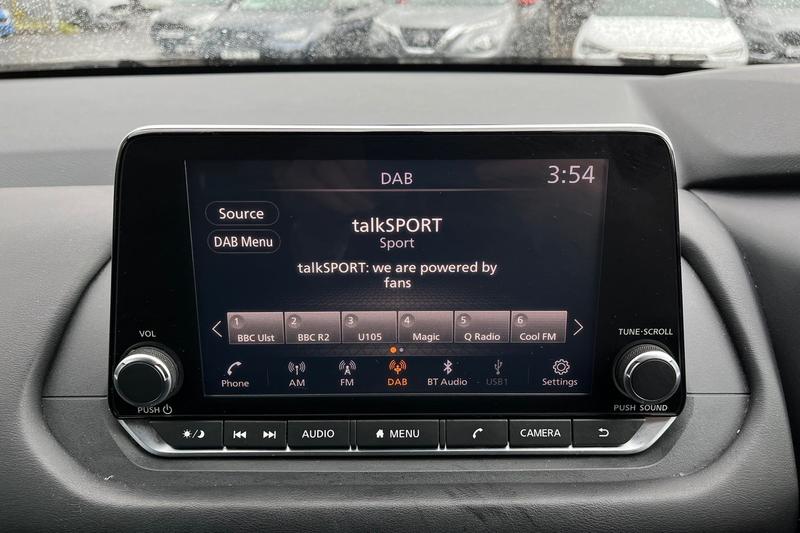 DAB
3:54
Source
DAB Menu
talkSPORT
Sport
talkSPORT: we are powered by
fans
1 BBC Ulst
2 BBC R2
3 U105
4 Magic
5 Q Radio
6 Cool FM
Phone
AM
FM
DAB
BT Audio
USB1
Settings
VOL
PUSH
TUNE·SCROLL
PUSH SOUND
AUDIO
MENU
CAMERA